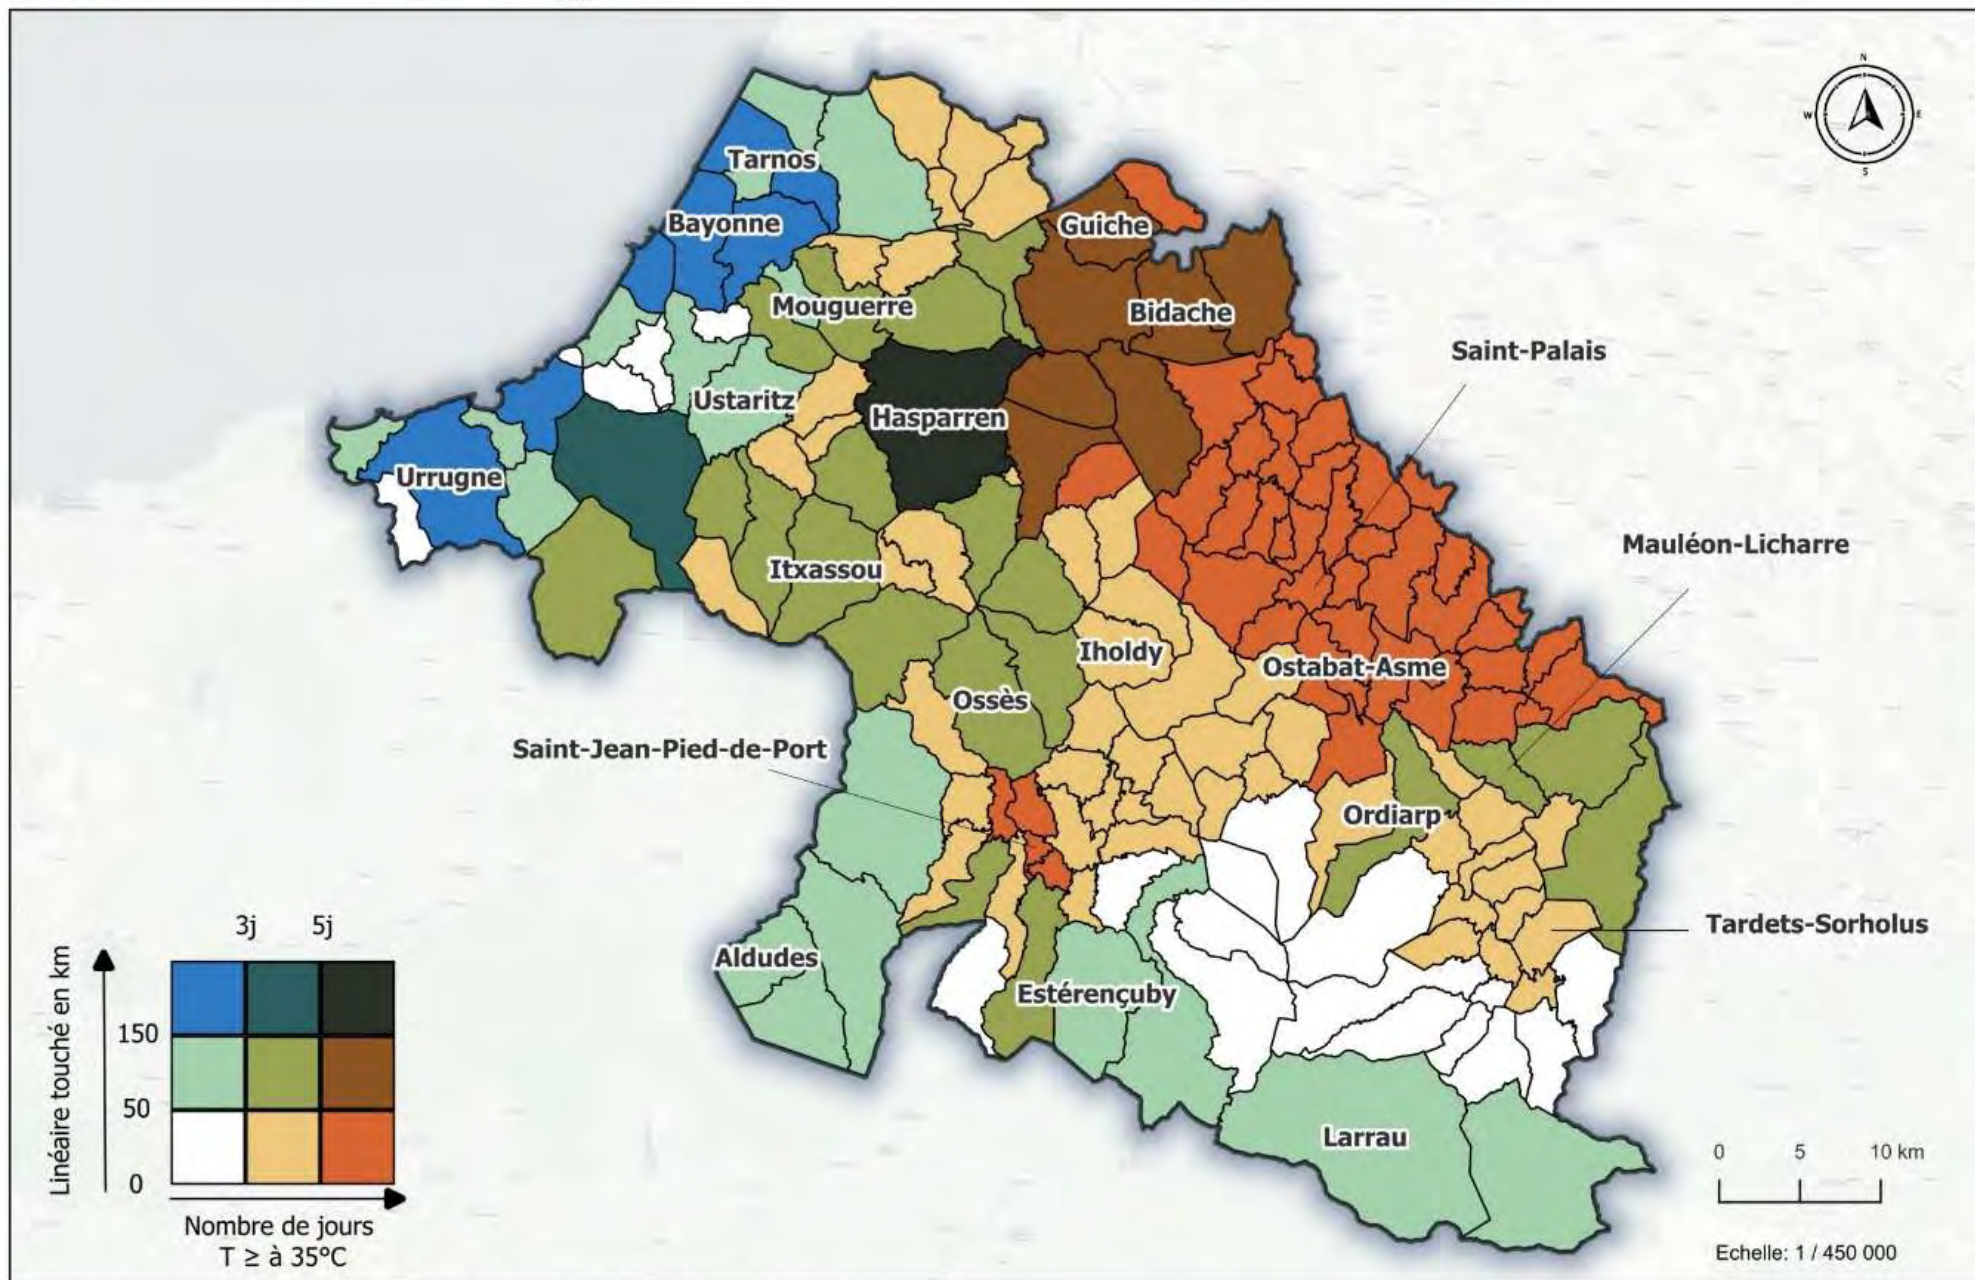 N
W
E
S
Tarnos
Bayonne
Guiche
Mouguerre
Bidache
Saint-Palais
Ustaritz
Hasparren
Urrugne
Mauléon-Licharre
Itxassou
Iholdy
Ostabat-Asme
Ossès
Saint-Jean-Pied-de-Port
Ordiarp
Tardets-Sorholus
Aldudes
Estérençuby
Larrau
3j 5j
Linéaire touché en km
150
50
0
Nombre de jours
T ≥ à 35°C
0 5 10 km
Echelle: 1 / 450 000